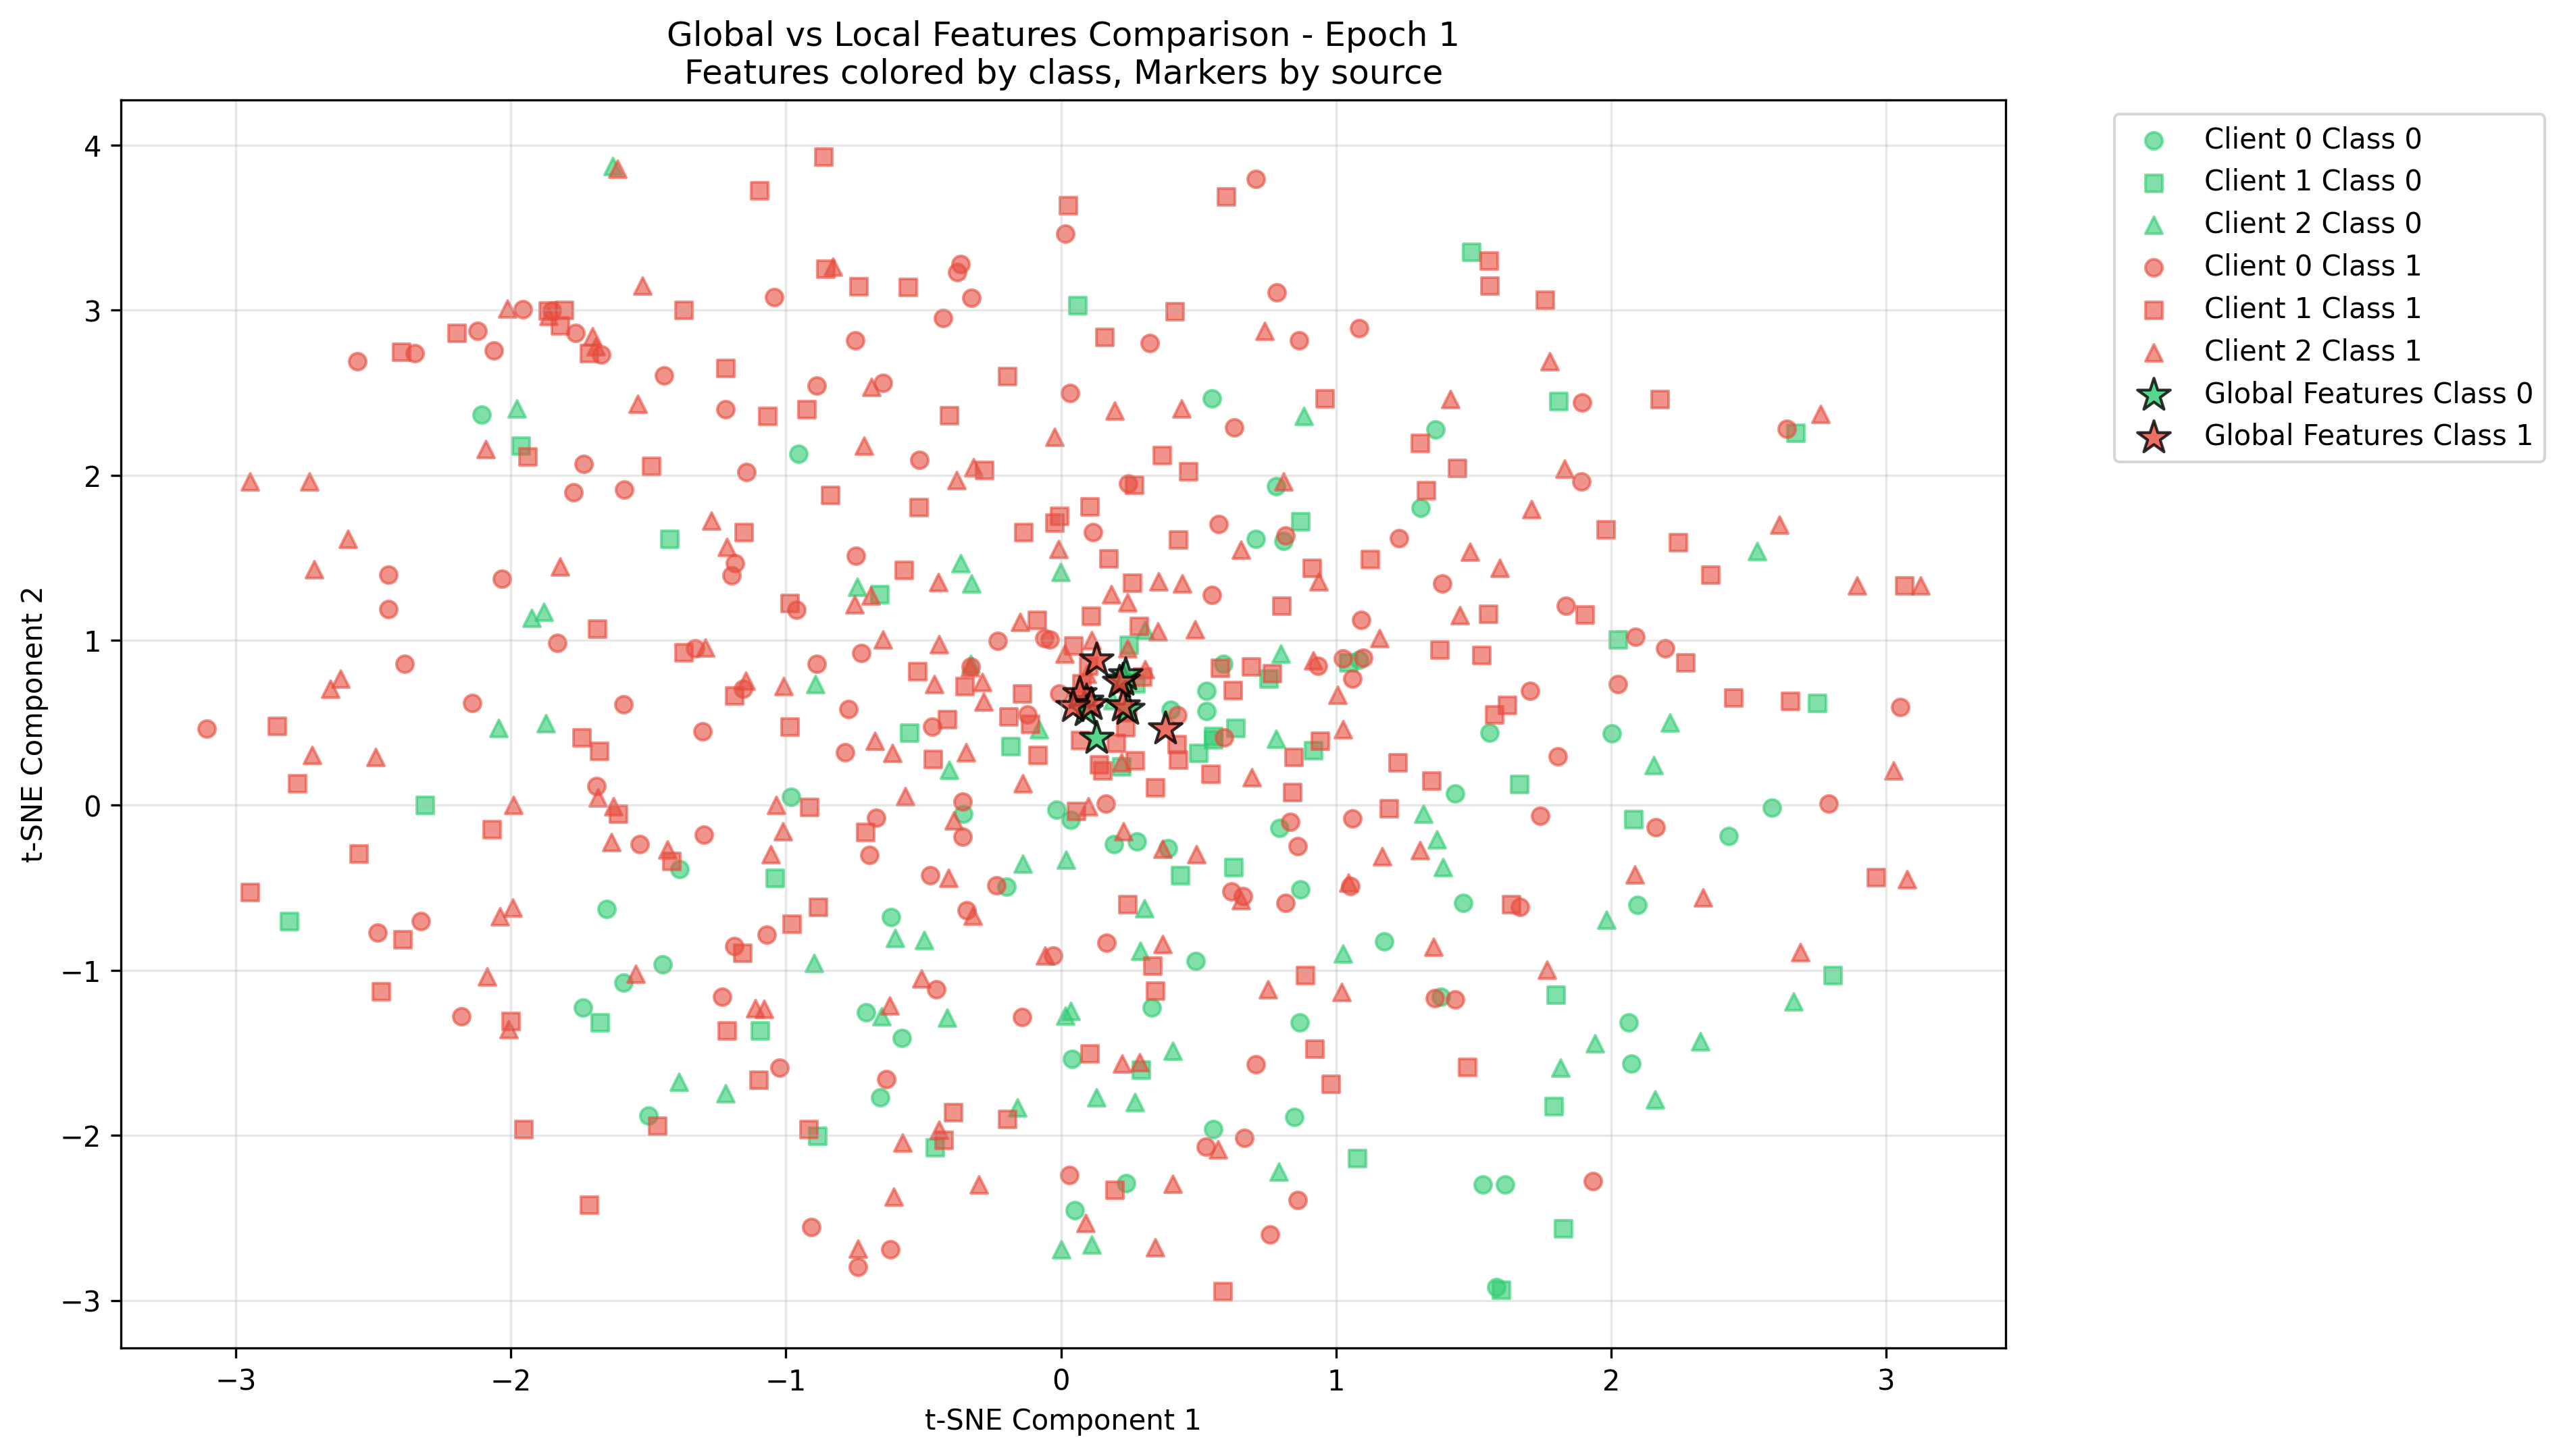 Global vs Local Features Comparison - Epoch 1
Features colored by class, Markers by source
Client 0 Class 0
Client 1 Class 0
Client 2 Class 0
Client 0 Class 1
Client 1 Class 1
Client 2 Class 1
Global Features Class 0
Global Features Class 1
t-SNE Component 2
4
3
2
1
0
−1
−2
−3
−3
−2
−1
0
1
2
3
t-SNE Component 1